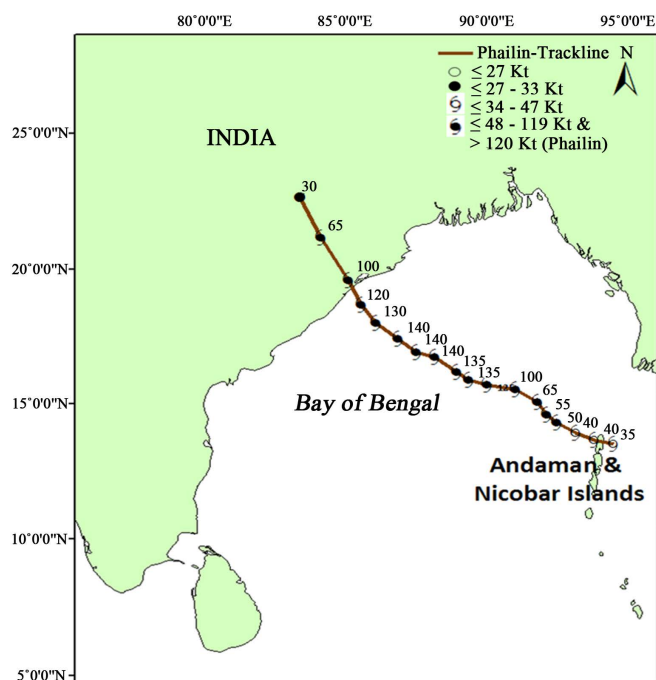 80°0'0"E 85°0'0"E 90°0'0"E 95°0'0"E
Phailin-Trackline N
≤ 27 Kt
≤ 27 - 33 Kt
≤ 34 - 47 Kt
≤ 48 - 119 Kt &
> 120 Kt (Phailin)
25°0'0"N
INDIA
30
65
20°0'0"N
100
120
130
140
140
140
135
135
100
65
55
50
40
40
35
15°0'0"N
Bay of Bengal
Andaman &
Nicobar Islands
10°0'0"N
5°0'0"N